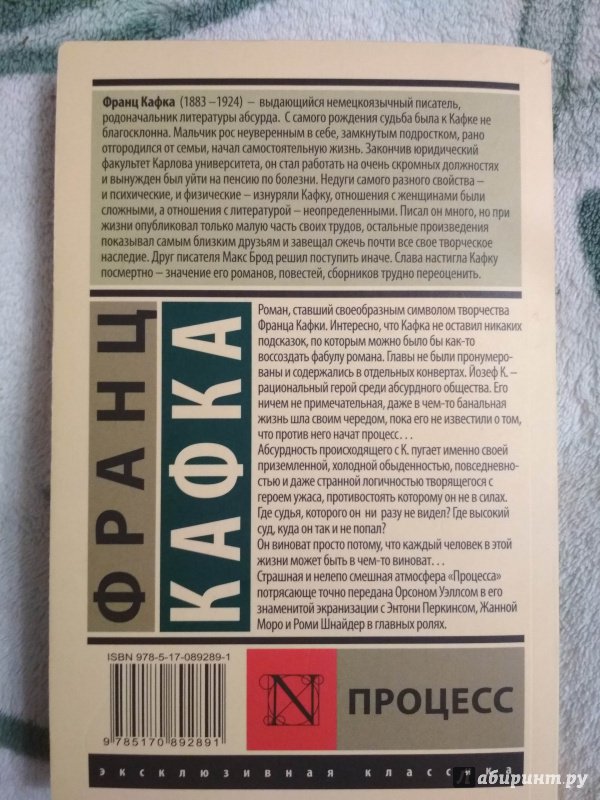 Франц Кафка (1883 –1924) – выдающийся немецкоязычный писатель,
родоначальник литературы абсурда. С самого рождения судьба была к Кафке не
благосклонна. Мальчик рос неуверенным в себе, замкнутым подростком, рано
отгородился от семьи, начал самостоятельную жизнь. Закончив юридический
факультет Карлова университета, он стал работать на очень скромных должностях
и вынужден был уйти на пенсию по болезни. Недуги самого разного свойства –
и психические, и физические – изнуряли Кафку, отношения с женщинами были
сложными, а отношения с литературой – неопределенными. Писал он много, но при
жизни опубликовал только малую часть своих трудов, остальные произведения
показывал самым близким друзьям и завещал сжечь почти все свое творческое
наследие. Друг писателя Макс Брод решил поступить иначе. Слава настигла Кафку
посмертно – значение его романов, повестей, сборников трудно переоценить.
ФРАНЦ
КАФКА
Роман, ставший своеобразным символом творчества
Франца Кафки. Интересно, что Кафка не оставил никаких
подсказок, по которым можно было бы как-то
воссоздать фабулу романа. Главы не были пронумеро-
ваны и содержались в отдельных конвертах. Йозеф К. –
рациональный герой среди абсурдного общества. Его
ничем не примечательная, даже в чем-то банальная
жизнь шла своим чередом, пока его не известили о том,
что против него начат процесс…
Абсурдность происходящего с К. пугает именно своей
приземленной, холодной обыденностью, повседневно-
стью и даже странной логичностью творящегося с
героем ужаса, противостоять которому он не в силах.
Где судья, которого он ни разу не видел? Где высокий
суд, куда он так и не попал?
Он виноват просто потому, что каждый человек в этой
жизни может быть в чем-то виноват…
Страшная и нелепо смешная атмосфера «Процесса»
потрясающе точно передана Орсоном Уэллсом в его
знаменитой экранизации с Энтони Перкинсом, Жанной
Моро и Роми Шнайдер в главных ролях.
ISBN 978-5-17-089289-1
9 785170 892891
N
ПРОЦЕСС
эксклюзивная классика
Лабиринт.ру